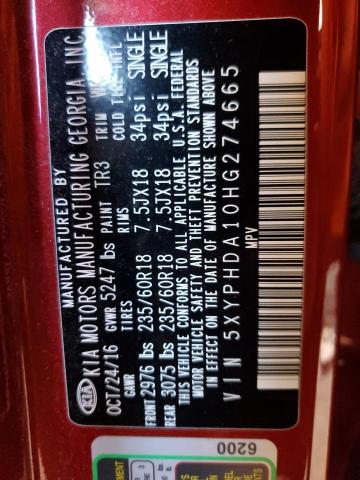 MANUFACTURED BY
KIA KIA MOTORS MANUFACTURING GEORGIA, INC.
OCT/24/16 GVWR 5247 lbs PAINT TR3 TRIM
GAWR TIRES RIMS COLD TIRE INFL
FRONT 2976 lbs 235/60R18 7.5JX18 34psi SINGLE
REAR 3075 lbs 235/60R18 7.5JX18 34psi SINGLE
THIS VEHICLE CONFORMS TO ALL APPLICABLE U.S.A. FEDERAL
MOTOR VEHICLE SAFETY AND THEFT PREVENTION STANDARDS
IN EFFECT ON THE DATE OF MANUFACTURE SHOWN ABOVE
VIN 5XYPHDA10HG274665
MPV
6200